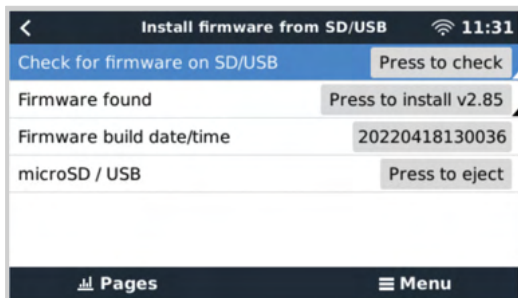 Install firmware from SD/USB 11:31
Check for firmware on SD/USB Press to check
Firmware found Press to install v2.85
Firmware build date/time 20220418130036
microSD / USB Press to eject
Pages Menu